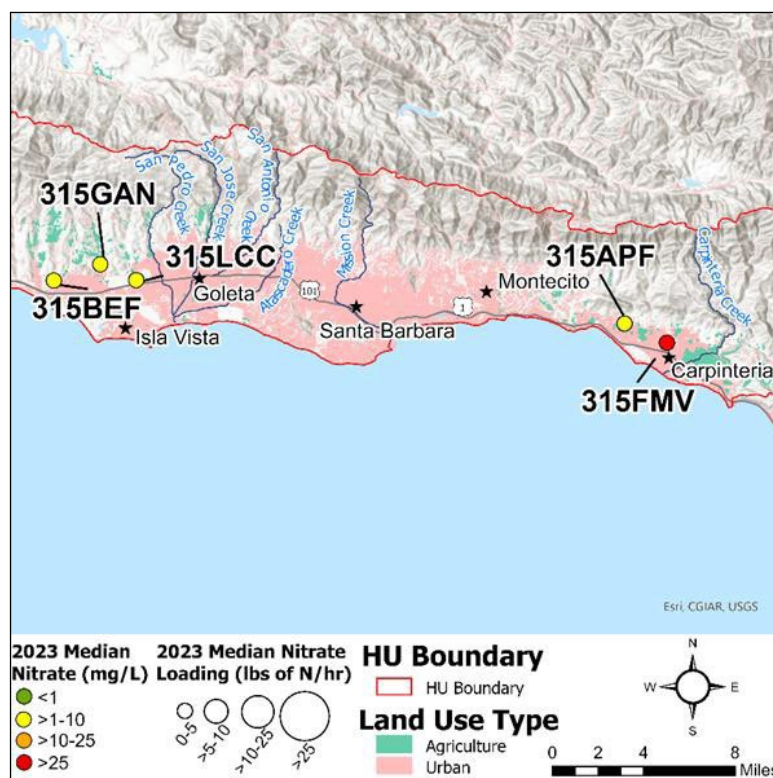 San Pedro Creek
San Jose Creek
San Antonio Creek
Atascadero Creek
Mission Creek
Carpinteria Creek
315GAN
315LCC
315BEF
315APF
315FMV
Goleta
101
1
Montecito
Santa Barbara
Isla Vista
Carpinteria
Esri, CGIAR, USGS
2023 Median
Nitrate (mg/L)
<1
>1-10
>10-25
>25
2023 Median Nitrate
Loading (lbs of N/hr)
0-5
>5-10
>10-25
>25
HU Boundary
HU Boundary
Land Use Type
Agriculture
Urban
N
W
E
S
0
2
4
8
Miles